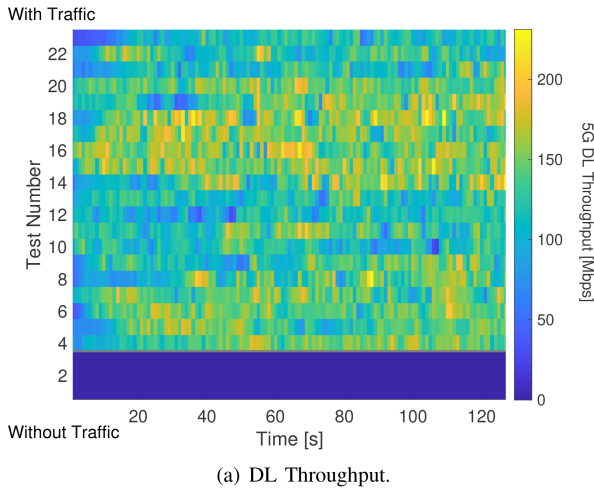 With Traffic
22
20
18
16
14
12
10
8
6
4
2
Test Number
20 40 60 80 100 120
Time [s]
Without Traffic
200
150
100
50
0
5G DL Throughput [Mbps]
(a) DL Throughput.